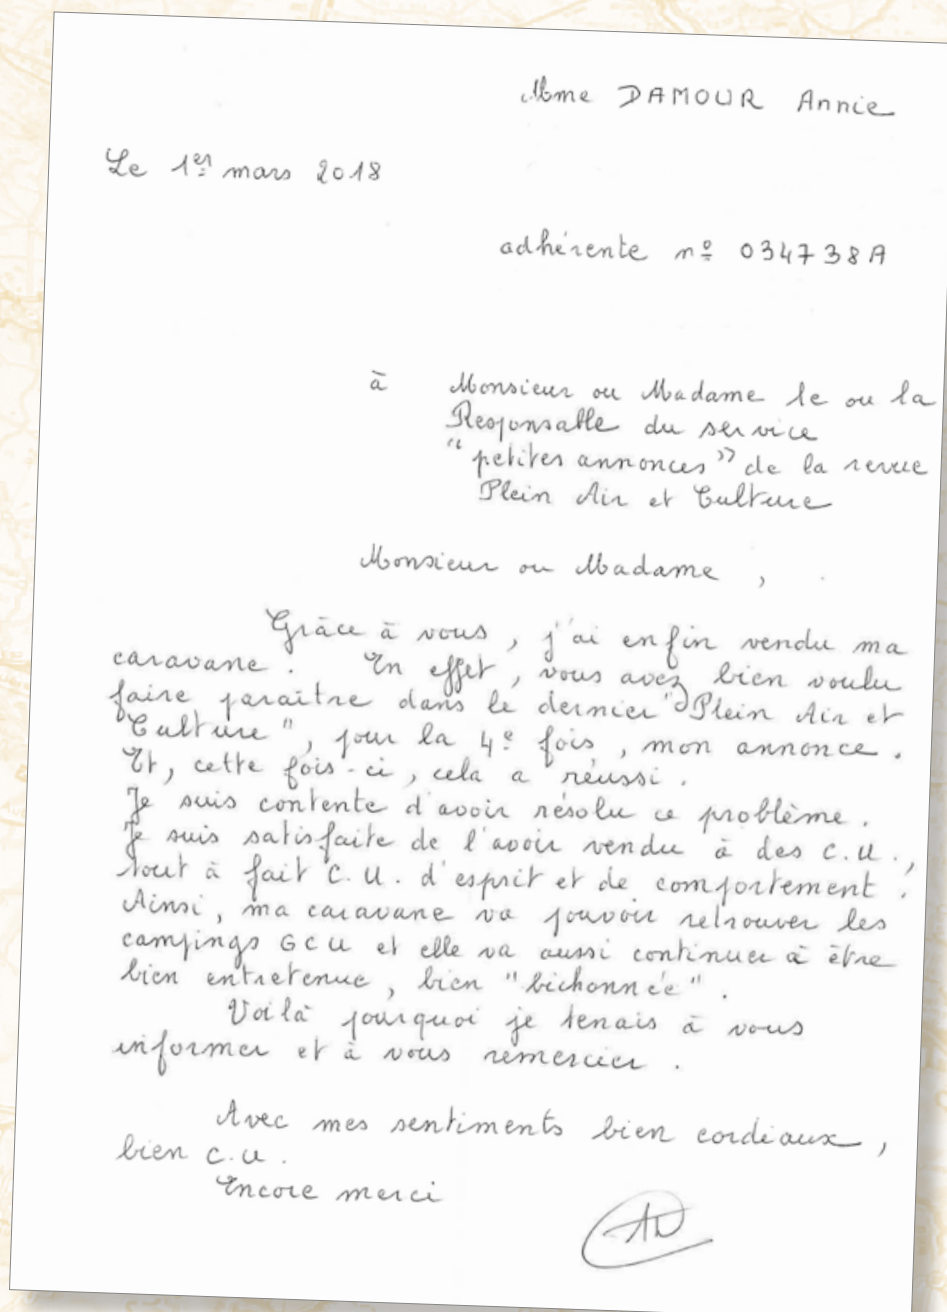 Mme DAMOUR Annie
Le 1er mars 2018
adhérente nº 034738A
à Monsieur ou Madame le ou la
Responsable du service
"petites annonces" de la revue
Plein Air et Culture
Monsieur ou Madame ,
Grâce à vous , j'ai enfin vendu ma
caravane . En effet , vous avez bien voulu
faire paraître dans le dernier "Plein Air et
Culture" , pour la 4e fois , mon annonce .
Et , cette fois-ci , cela a réussi .
Je suis contente d'avoir résolu ce problème .
Je suis satisfaite de l'avoir vendu à des C.U. ,
tout à fait C.U. d'esprit et de comportement .
Ainsi , ma caravane va pouvoir retrouver les
campings GCU et elle va aussi continuer à être
bien entretenue , bien "bichonnée" .
Voilà pourquoi je tenais à vous
informer et à vous remercier .
Avec mes sentiments bien cordiaux ,
bien C.U.
Encore merci
AD